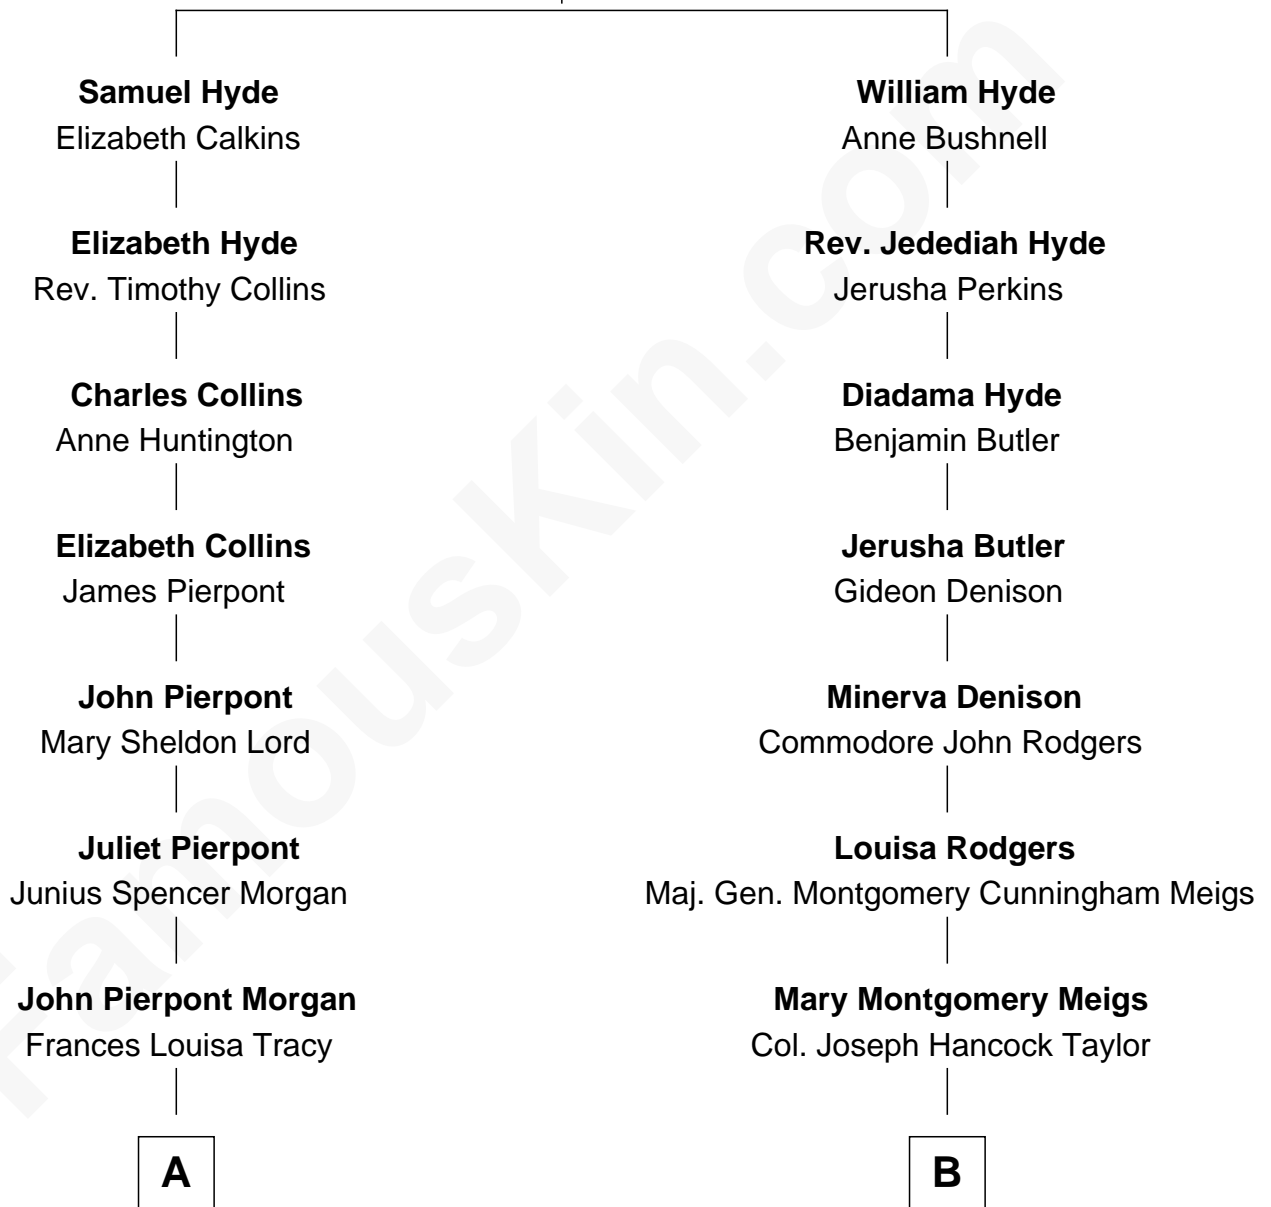 Samuel Hyde
Elizabeth Calkins
Elizabeth Hyde
Rev. Timothy Collins
Charles Collins
Anne Huntington
Elizabeth Collins
James Pierpont
John Pierpont
Mary Sheldon Lord
Juliet Pierpont
Junius Spencer Morgan
John Pierpont Morgan
Frances Louisa Tracy
A
William Hyde
Anne Bushnell
Rev. Jedediah Hyde
Jerusha Perkins
Diadama Hyde
Benjamin Butler
Jerusha Butler
Gideon Denison
Minerva Denison
Commodore John Rodgers
Louisa Rodgers
Maj. Gen. Montgomery Cunningham Meigs
Mary Montgomery Meigs
Col. Joseph Hancock Taylor
B
FamousKin.com